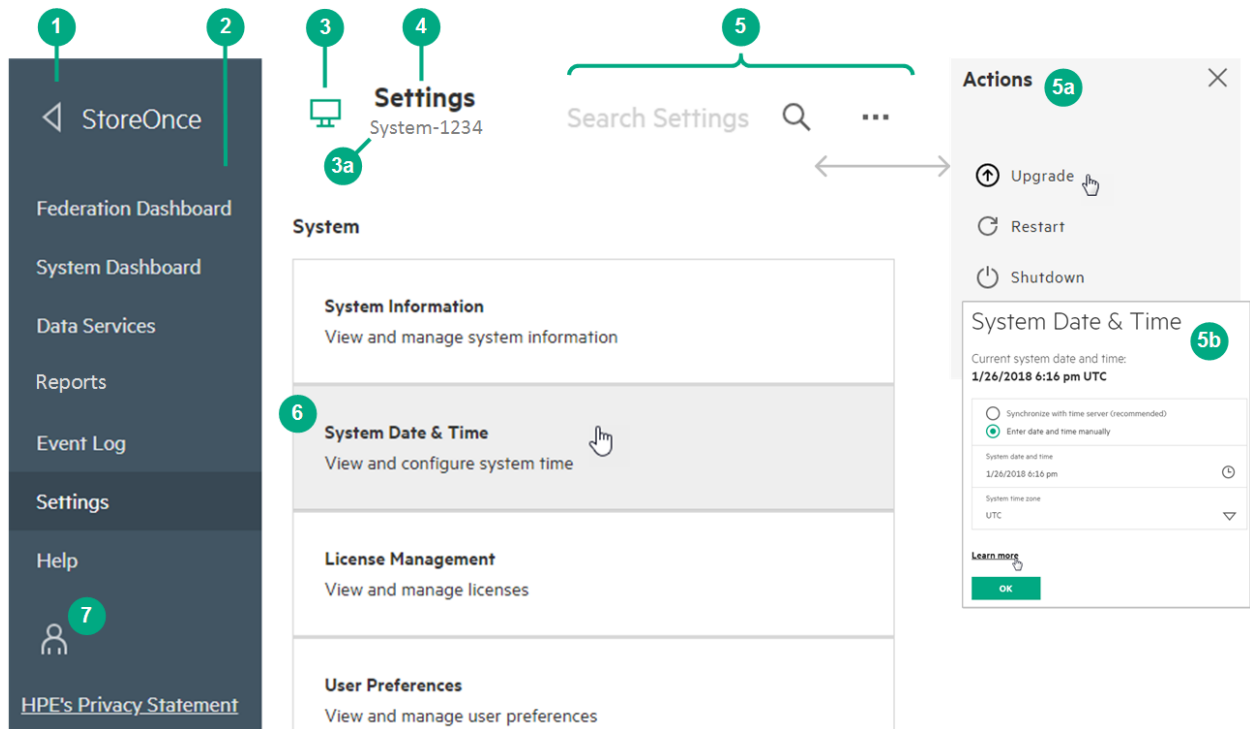 1
2
3
4
5
StoreOnce
Settings
System-1234
3a
Search Settings
...
Actions
5a
Upgrade
Restart
Shutdown
Federation Dashboard
System Dashboard
Data Services
Reports
Event Log
Settings
Help
7
HPE's Privacy Statement
System
System Information
View and manage system information
6
System Date & Time
View and configure system time
License Management
View and manage licenses
User Preferences
View and manage user preferences
System Date & Time
5b
Current system date and time:
1/26/2018 6:16 pm UTC
Synchronize with time server (recommended)
Enter date and time manually
System date and time
1/26/2018 6:16 pm
System time zone
UTC
Learn more
OK